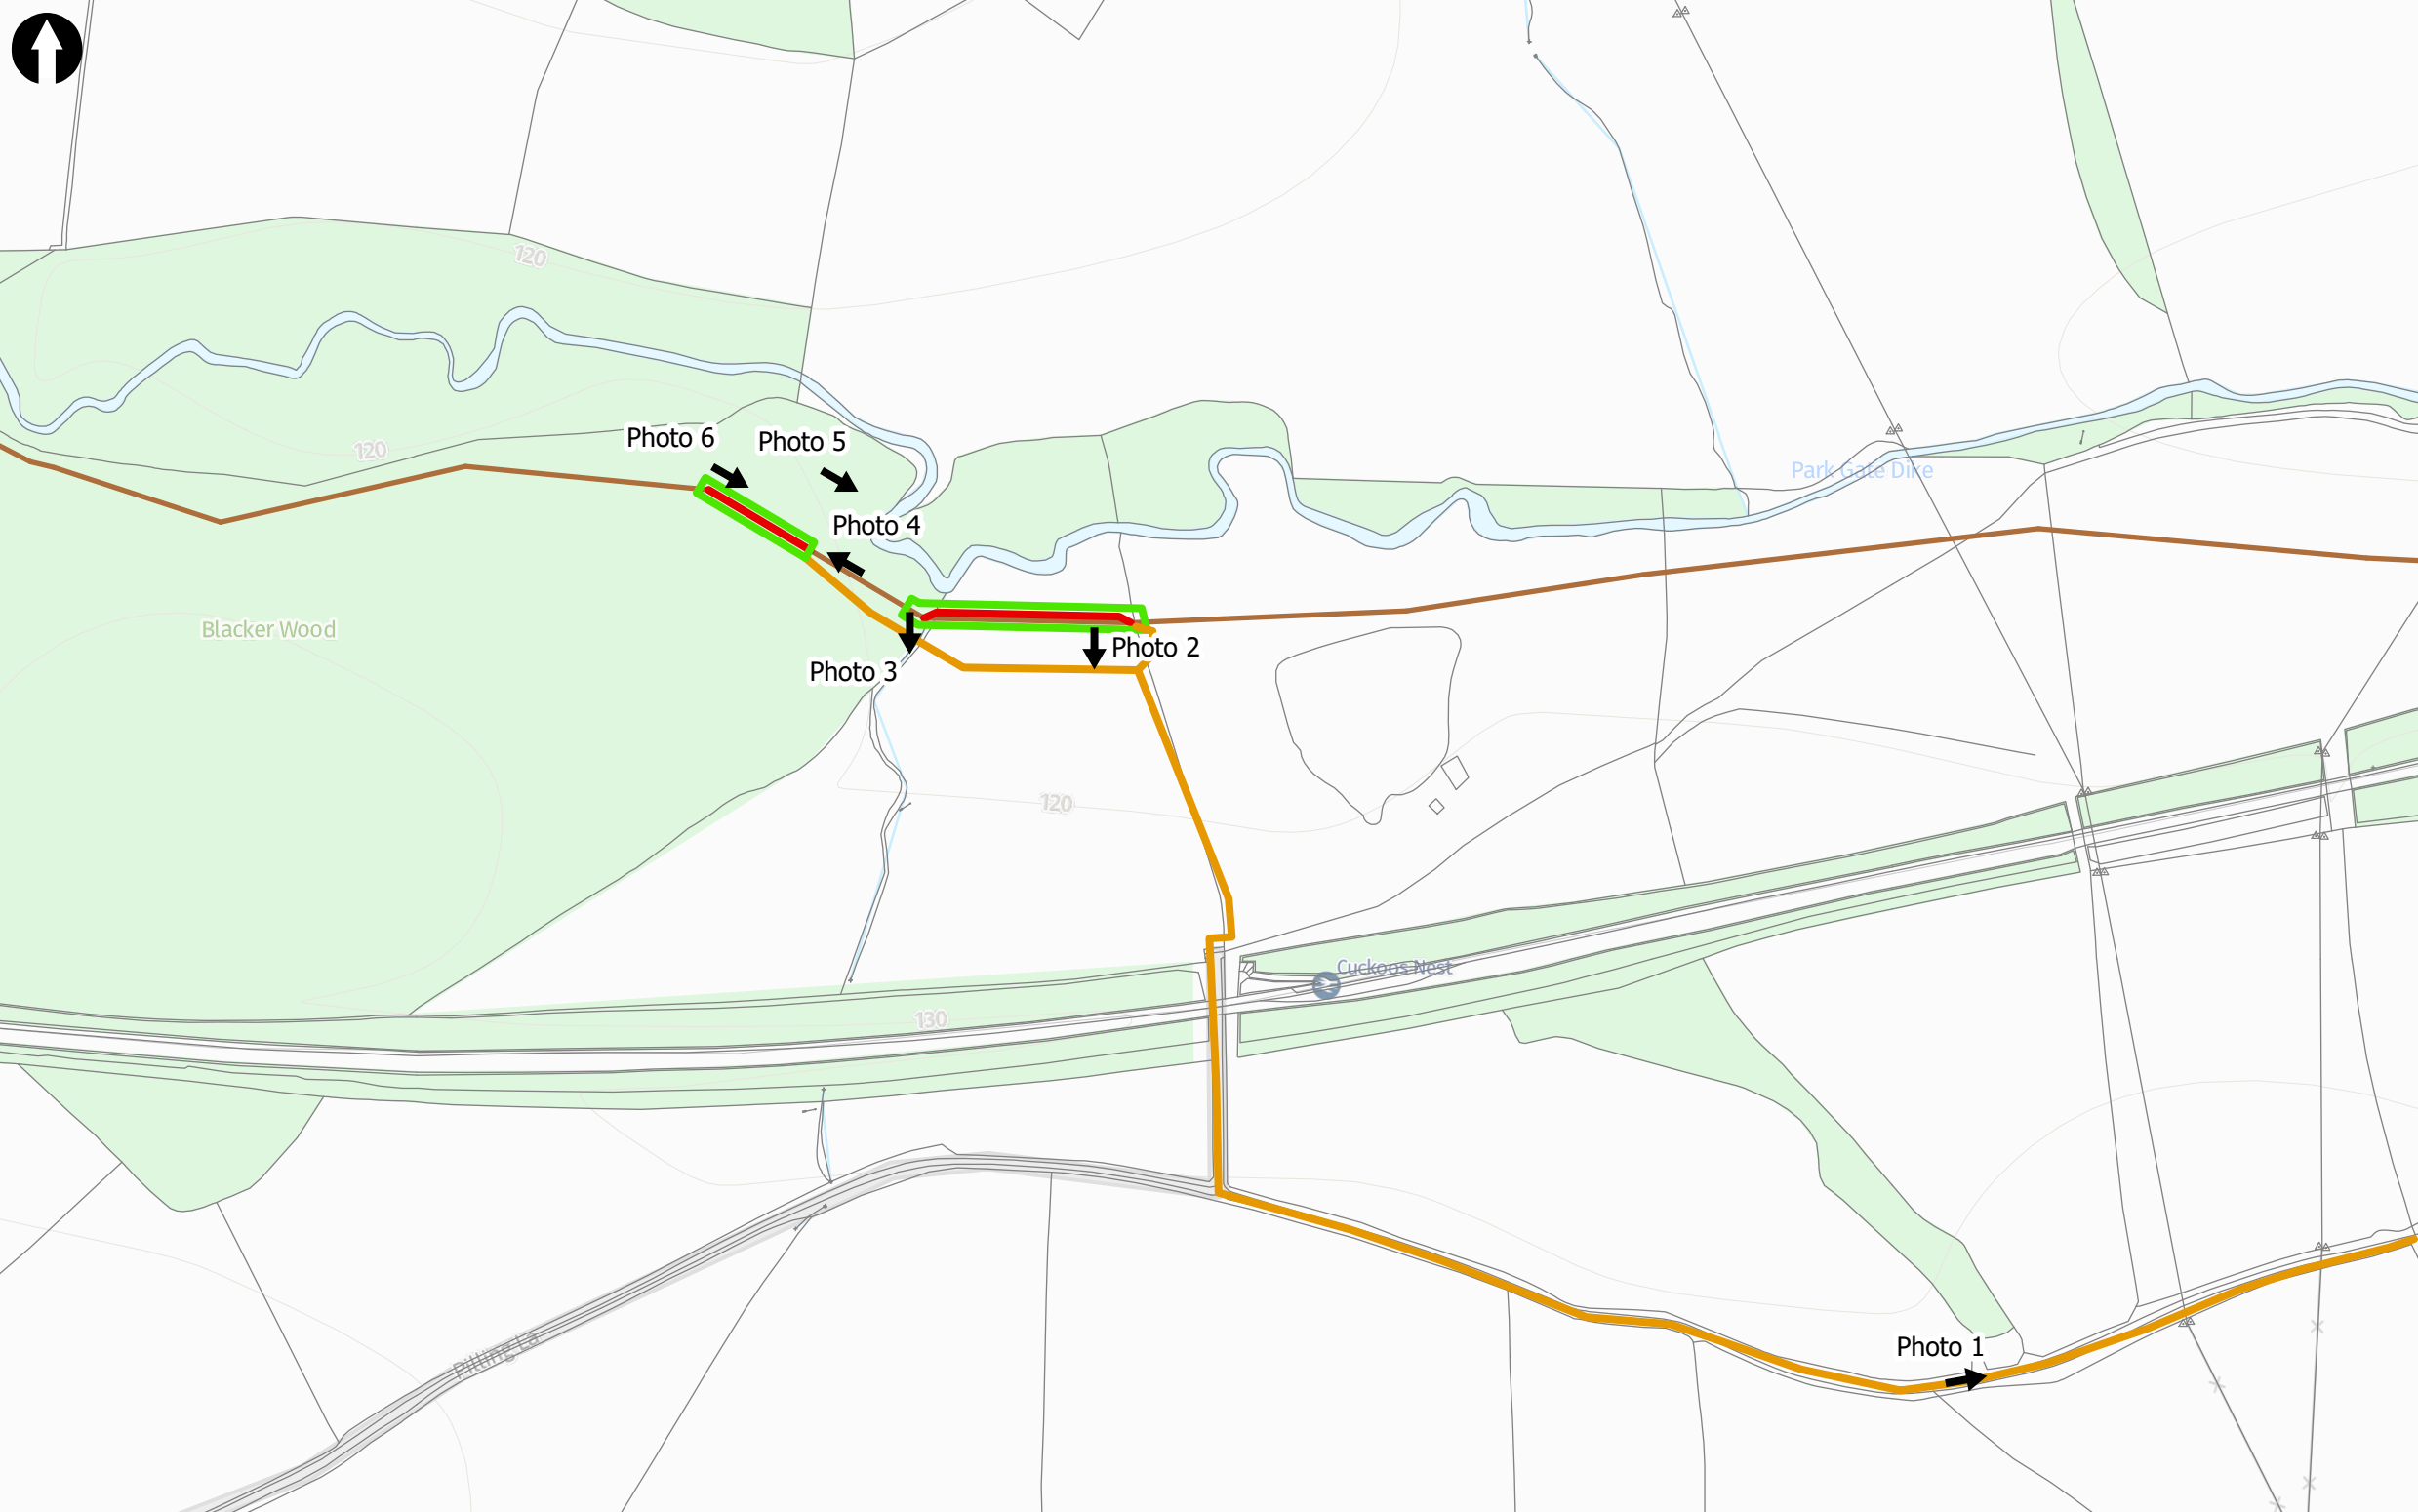 120
Photo 6
Photo 5
120
Park Gate Dike
Photo 4
Blacker Wood
Photo 2
Photo 3
120
Cuckoos Nest
130
Pitting La
Photo 1